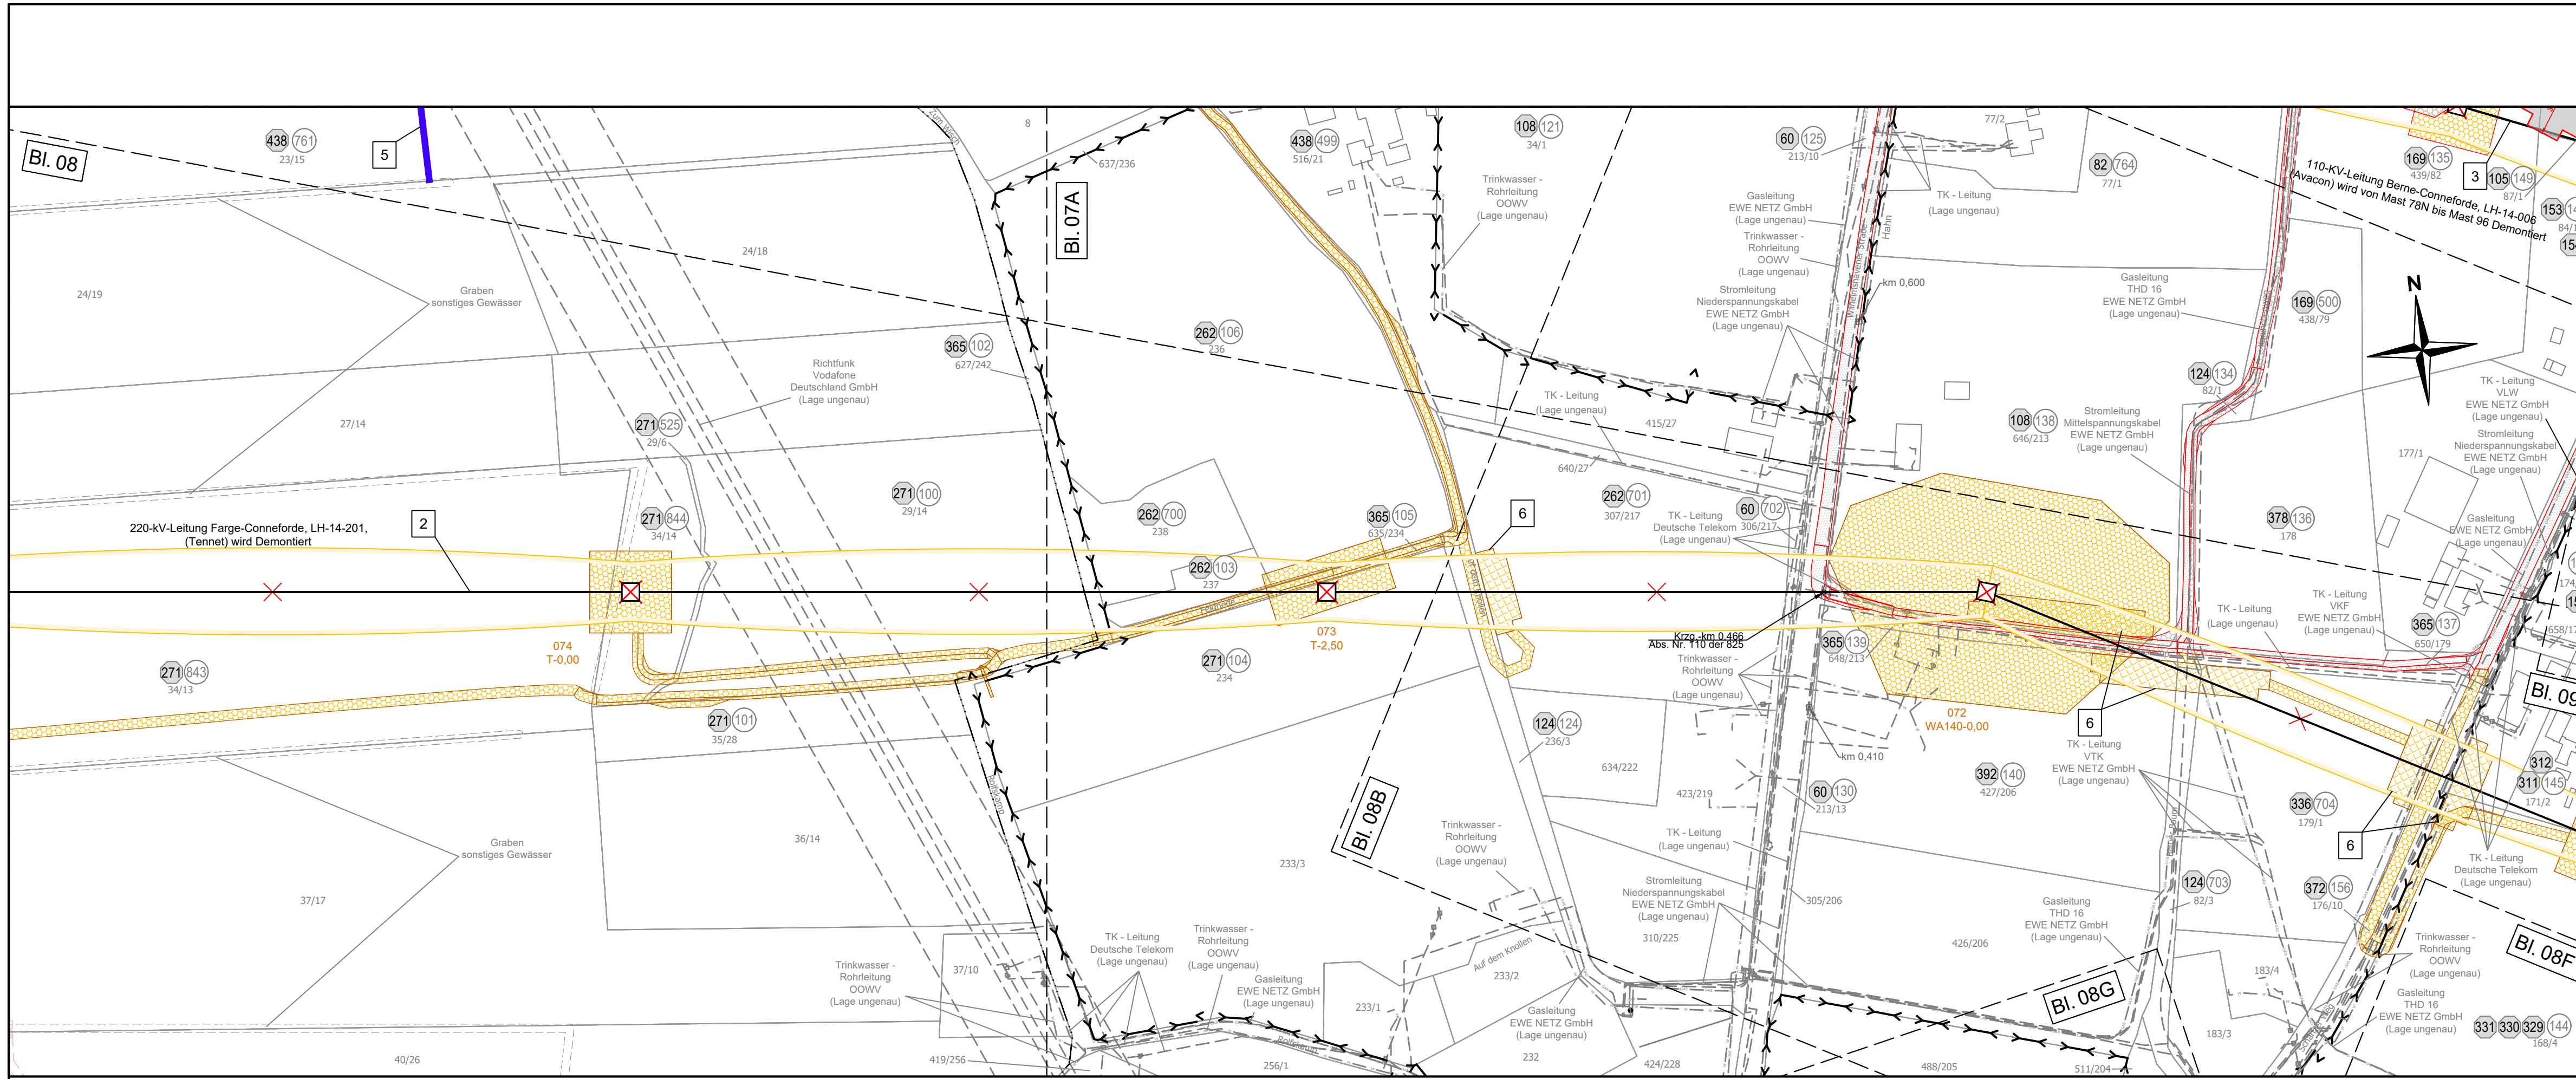 Bl. 08
438 761
23/15
5
24/19
Graben
sonstiges Gewässer
24/18
27/14
Zum Wisch
8
637/236
Bl. 07A
365 102
627/242
Richtfunk
Vodafone
Deutschland GmbH
(Lage ungenau)
271 525
29/6
271 100
29/14
271 844
34/14
220-kV-Leitung Farge-Conneforde, LH-14-201,
(Tennet) wird Demontiert
2
074
T-0,00
271 843
34/13
271 101
35/28
36/14
Graben
sonstiges Gewässer
37/17
40/26
37/10
Trinkwasser -
Rohrleitung
OOWV
(Lage ungenau)
419/256
TK - Leitung
Deutsche Telekom
(Lage ungenau)
Trinkwasser -
Rohrleitung
OOWV
(Lage ungenau)
Gasleitung
EWE NETZ GmbH
(Lage ungenau)
256/1
233/1
438 499
516/21
108 121
34/1
Trinkwasser -
Rohrleitung
OOWV
(Lage ungenau)
262 106
236
262 700
238
262 103
237
365 105
635/234
6
073
T-2,50
271 104
234
233/3
Bl. 08B
Trinkwasser -
Rohrleitung
OOWV
(Lage ungenau)
Auf dem Knollen
233/2
Gasleitung
EWE NETZ GmbH
(Lage ungenau)
232
TK - Leitung
(Lage ungenau)
415/27
640/27
262 701
307/217
TK - Leitung
Deutsche Telekom
(Lage ungenau)
60 702
306/217
Krzg.-km 0,466
Abs. Nr. 110 der 825
Trinkwasser -
Rohrleitung
OOWV
(Lage ungenau)
124 124
236/3
634/222
423/219
TK - Leitung
(Lage ungenau)
Stromleitung
Niederspannungskabel
EWE NETZ GmbH
(Lage ungenau)
310/225
424/228
60 125
213/10
Gasleitung
EWE NETZ GmbH
(Lage ungenau)
Trinkwasser -
Rohrleitung
OOWV
(Lage ungenau)
Stromleitung
Niederspannungskabel
EWE NETZ GmbH
(Lage ungenau)
Wilhelmshavener Straße
Hahn
km 0,600
TK - Leitung
(Lage ungenau)
77/2
82 764
77/1
108 138
646/213
365 139
648/213
072
WA140-0,00
6
km 0,410
60 130
213/13
392 140
427/206
305/206
426/206
488/205
511/204
Bl. 08G
Gasleitung
THD 16
EWE NETZ GmbH
(Lage ungenau)
Stromleitung
Mittelspannungskabel
EWE NETZ GmbH
(Lage ungenau)
124 134
82/1
169 500
438/79
169 135
439/82
3
105 149
87/1
110-KV-Leitung Berne-Conneforde, LH-14-006
(Avacon) wird von Mast 78N bis Mast 96 Demontiert
153
N
TK - Leitung
VLW
EWE NETZ GmbH
(Lage ungenau)
Stromleitung
Niederspannungskabel
EWE NETZ GmbH
(Lage ungenau)
177/1
378 136
178
Gasleitung
EWE NETZ GmbH
(Lage ungenau)
TK - Leitung
(Lage ungenau)
TK - Leitung
VKF
EWE NETZ GmbH
(Lage ungenau)
365 137
650/179
TK - Leitung
VTK
EWE NETZ GmbH
(Lage ungenau)
336 704
179/1
312
311 145
171/2
6
TK - Leitung
Deutsche Telekom
(Lage ungenau)
372 156
176/10
124 703
82/3
Gasleitung
THD 16
EWE NETZ GmbH
(Lage ungenau)
183/4
183/3
Trinkwasser -
Rohrleitung
OOWV
(Lage ungenau)
Bl. 08F
Gasleitung
THD 16
EWE NETZ GmbH
(Lage ungenau)
331 330 329 144
168/4
Bl. 09